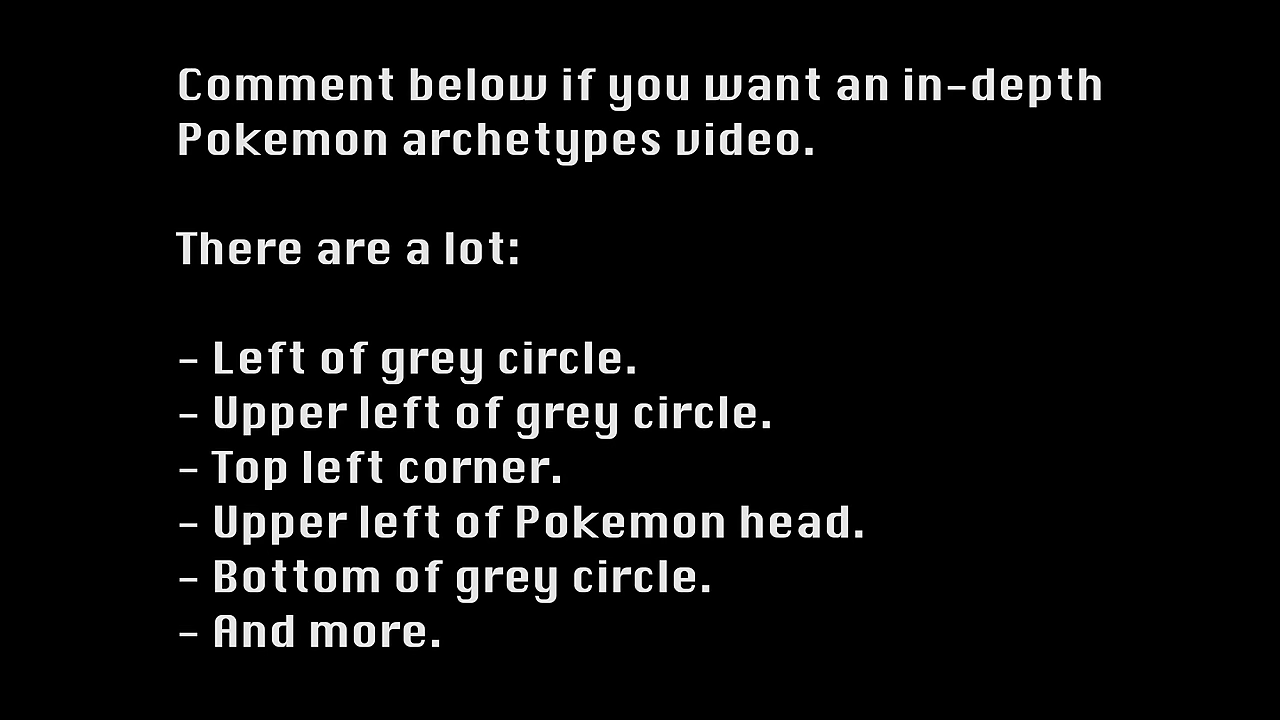 Comment below if you want an in-depth
Pokemon archetypes video.
There are a lot:
- Left of grey circle.
- Upper left of grey circle.
- Top left corner.
- Upper left of Pokemon head.
- Bottom of grey circle.
- And more.